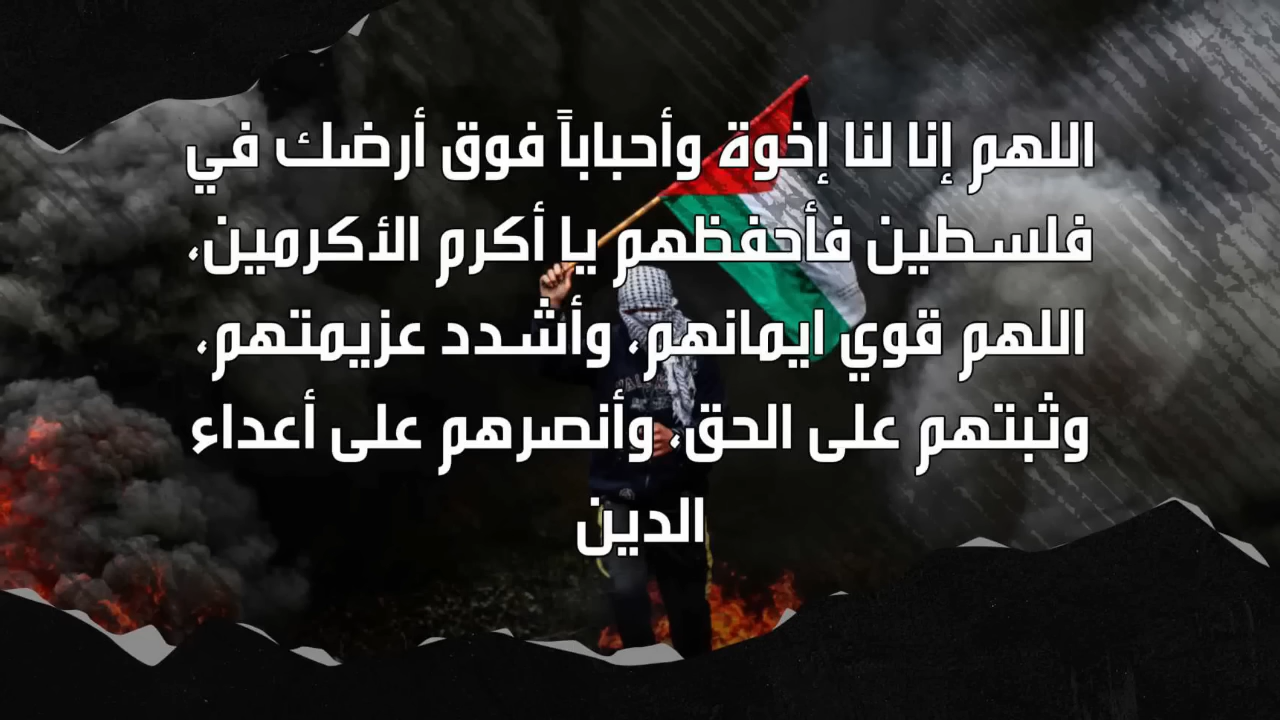 اللهم إنا لنا إخوة وأحباباً فوق أرضك في
فلسطين فأحفظهم يا أكرم الأكرمين،
اللهم قوي ايمانهم، وأشدد عزيمتهم،
وثبتهم على الحق، وأنصرهم على أعداء
الدين